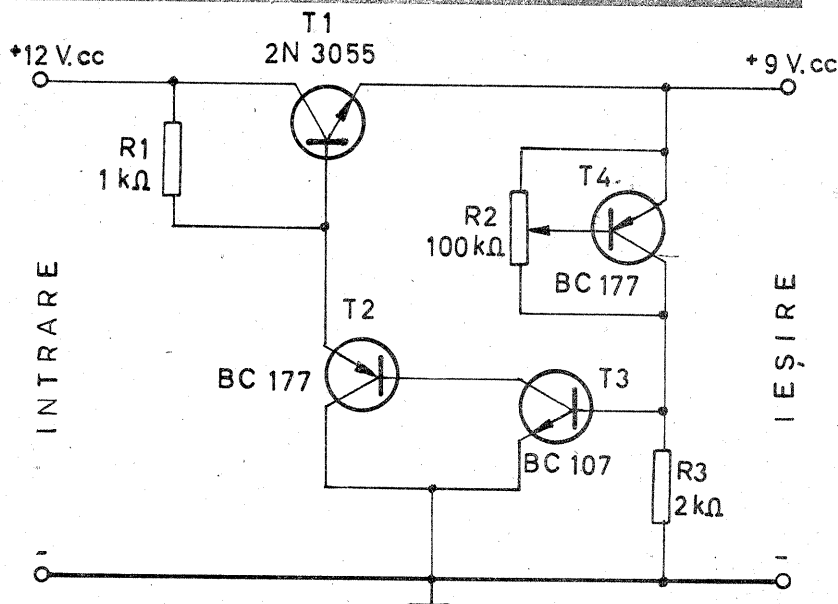 T1
2N 3055
+12 V.cc
+9 V.cc
R1
1 kΩ
T4
R2
100 kΩ
BC 177
INTRARE
IEȘIRE
T2
BC 177
T3
BC 107
R3
2 kΩ
-
-